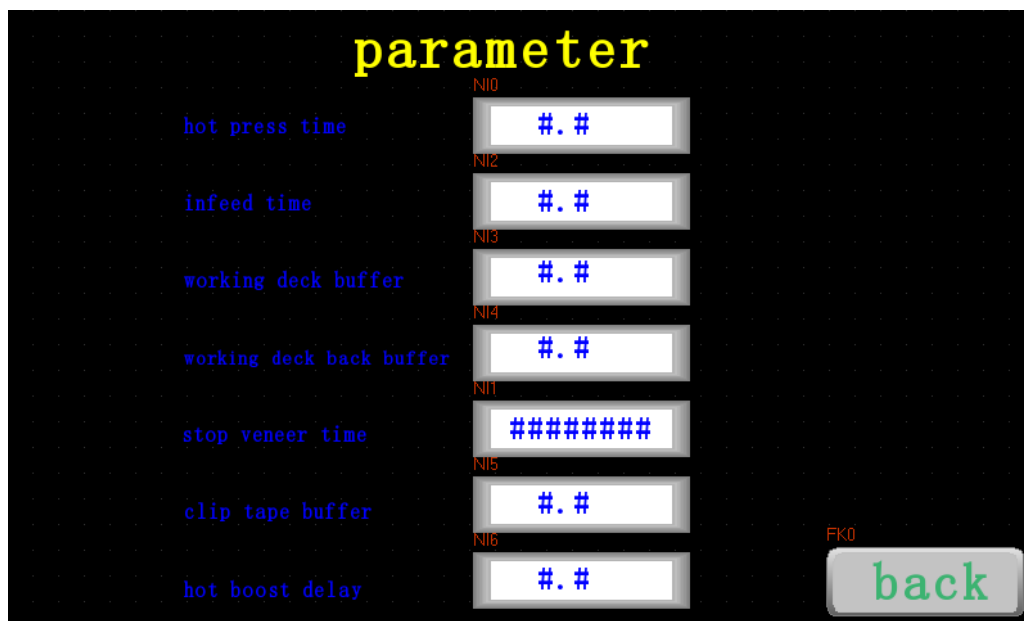 parameter
NI0
hot press time #.#
NI2
infeed time #.#
NI3
working deck buffer #.#
NI4
working deck back buffer #.#
NI1
stop veneer time ########
NI5
clip tape buffer #.#
NI6
hot boost delay #.#
FK0
back